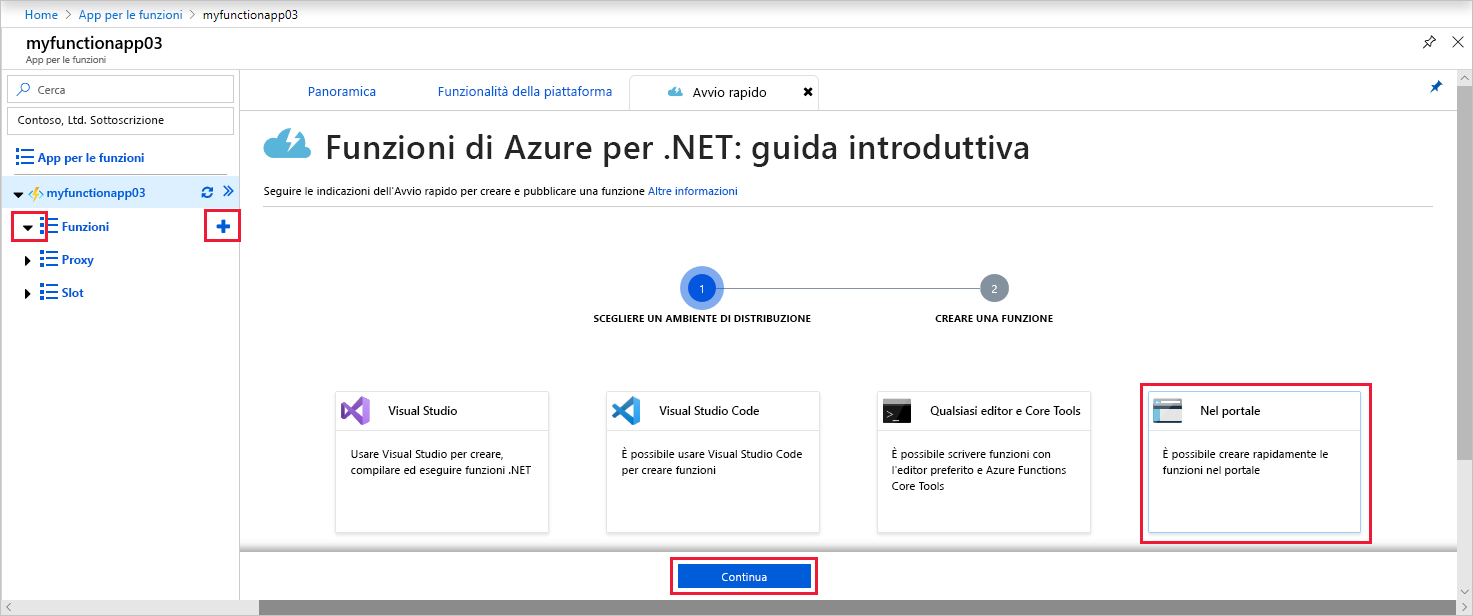 Home > App per le funzioni > myfunctionapp03
myfunctionapp03
App per le funzioni
Cerca
Contoso, Ltd. Sottoscrizione
App per le funzioni
myfunctionapp03
Funzioni
Proxy
Slot
Panoramica
Funzionalità della piattaforma
Avvio rapido
Funzioni di Azure per .NET: guida introduttiva
Seguire le indicazioni dell'Avvio rapido per creare e pubblicare una funzione Altre informazioni
1
2
SCEGLIERE UN AMBIENTE DI DISTRIBUZIONE
CREARE UNA FUNZIONE
Visual Studio
Usare Visual Studio per creare,
compilare ed eseguire funzioni .NET
Visual Studio Code
È possibile usare Visual Studio Code
per creare funzioni
>_
Qualsiasi editor e Core Tools
È possibile scrivere funzioni con
l'editor preferito e Azure Functions
Core Tools
Nel portale
È possibile creare rapidamente le
funzioni nel portale
Continua